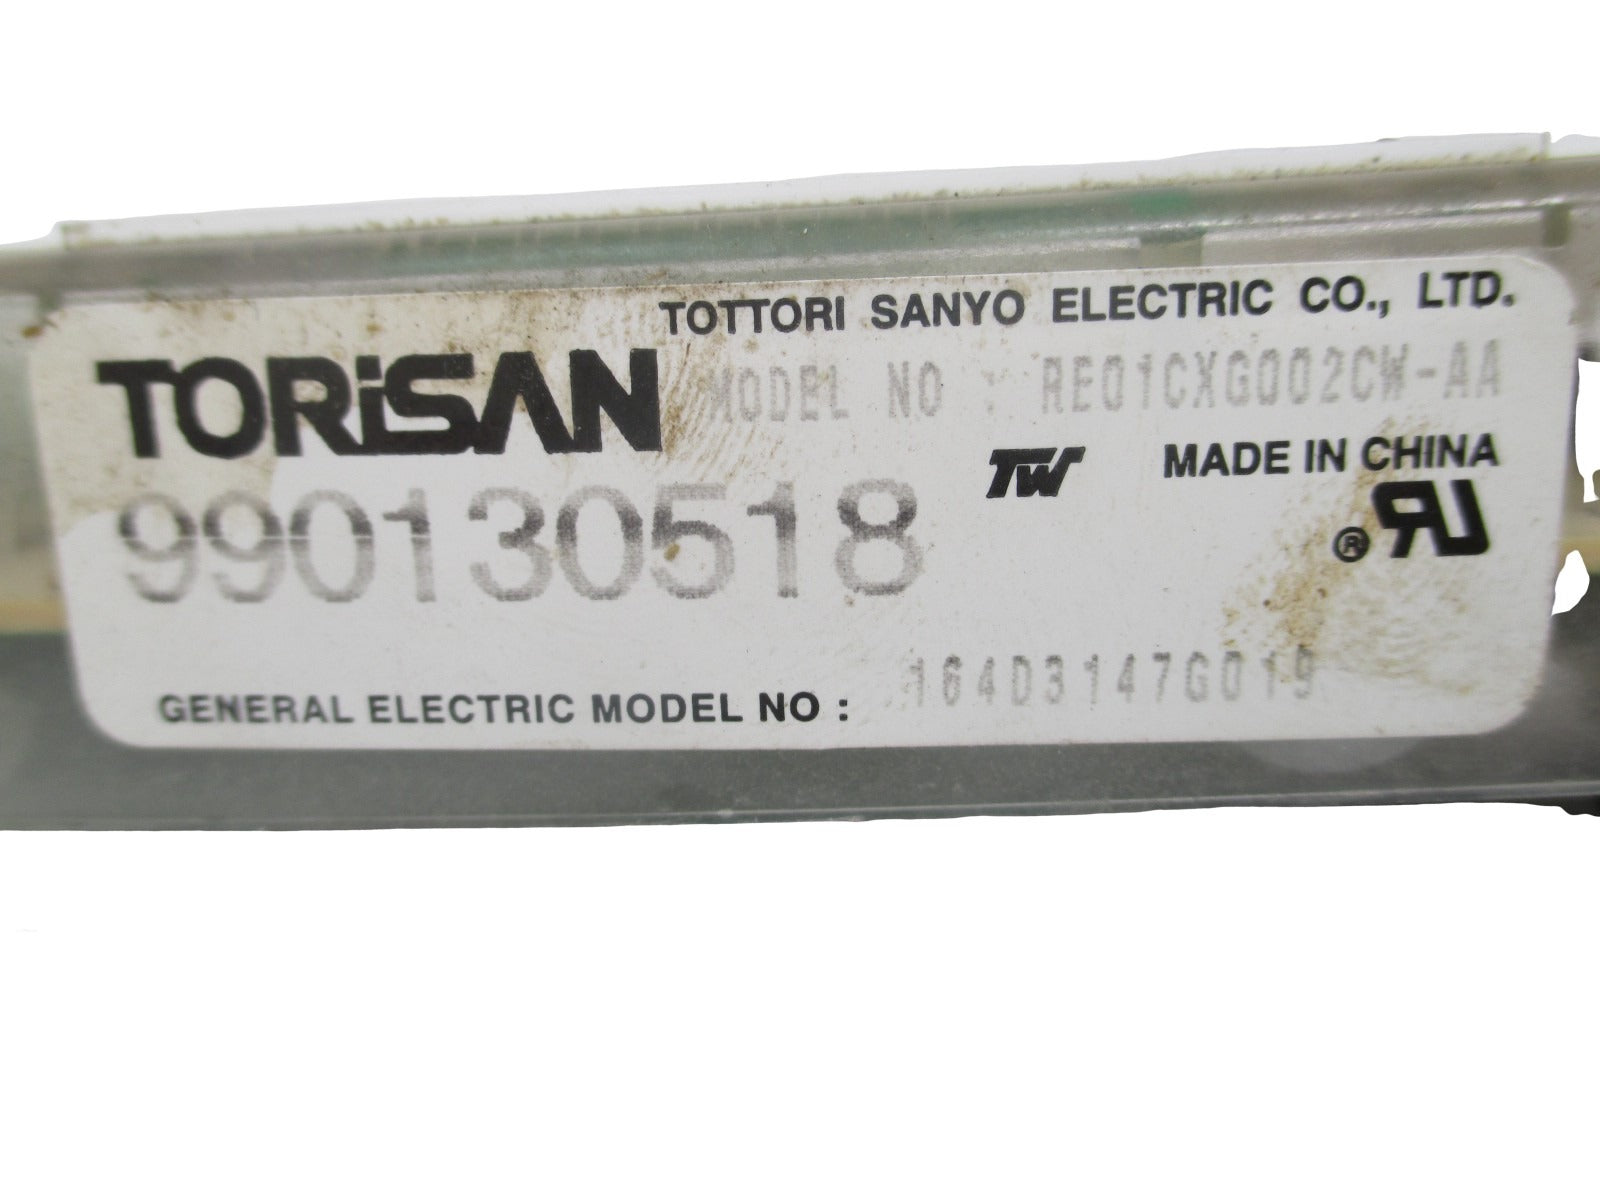 TOTTORI SANYO ELECTRIC CO., LTD.
TORiSAN MODEL NO : RE01CXG002CW-AA
TW MADE IN CHINA
990130518
® RU
GENERAL ELECTRIC MODEL NO : 164D3147G019